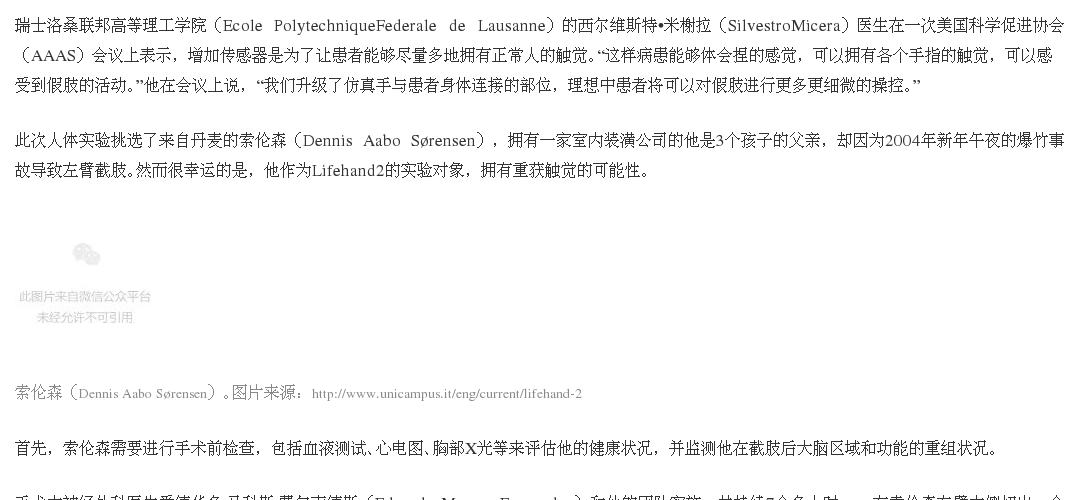 瑞士洛桑联邦高等理工学院（Ecole PolytechniqueFederale de Lausanne）的西尔维斯特•米榭拉（SilvestroMicera）医生在一次美国科学促进协会
（AAAS）会议上表示，增加传感器是为了让患者能够尽量多地拥有正常人的触觉。“这样病患能够体会捏的感觉，可以拥有各个手指的触觉，可以感
受到假肢的活动。”他在会议上说，“我们升级了仿真手与患者身体连接的部位，理想中患者将可以对假肢进行更多更细微的操控。”
此次人体实验挑选了来自丹麦的索伦森（Dennis Aabo Sørensen），拥有一家室内装潢公司的他是3个孩子的父亲，却因为2004年新年午夜的爆竹事
故导致左臂截肢。然而很幸运的是，他作为Lifehand2的实验对象，拥有重获触觉的可能性。
此图片来自微信公众平台
未经允许不可引用
索伦森（Dennis Aabo Sørensen）。图片来源：http://www.unicampus.it/eng/current/lifehand-2
首先，索伦森需要进行手术前检查，包括血液测试、心电图、胸部X光等来评估他的健康状况，并监测他在截肢后大脑区域和功能的重组状况。